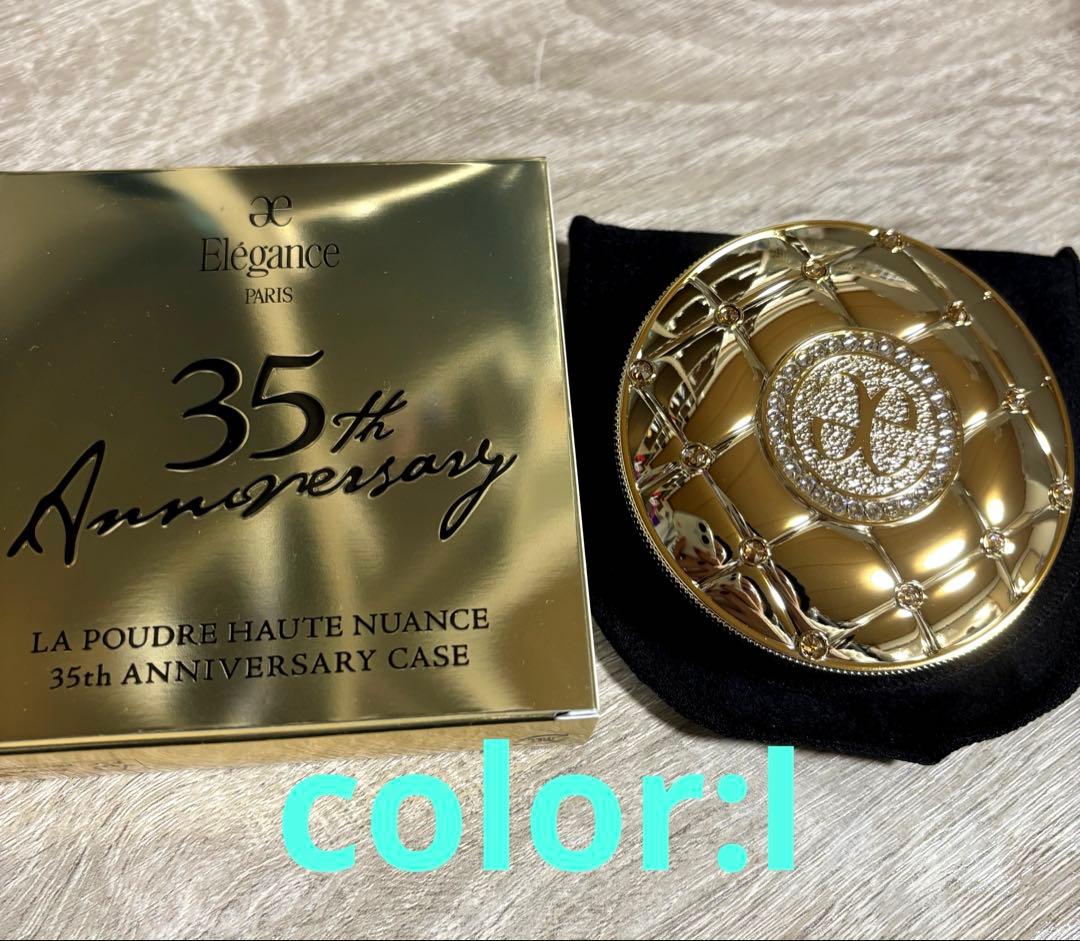 æ
Elégance
PARIS
35th
Anniversary
LA POUDRE HAUTE NUANCE
35th ANNIVERSARY CASE
æ
color:I